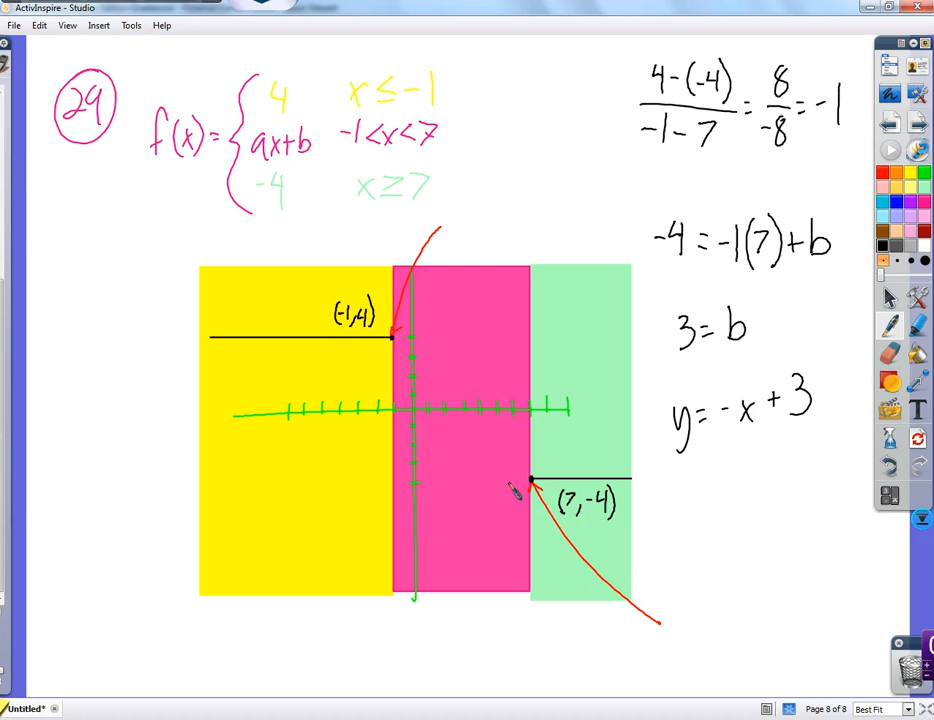 ActivInspire - Studio
File Edit View Insert Tools Help
29
f(x)= { 4 x ≤ -1
ax+b -1<x<7
-4 x ≥ 7
4-(-4) / -1-7 = 8 / -8 = -1
-4 = -1(7)+b
3 = b
y = -x + 3
(-1,4)
(7,-4)
T
Untitled*
Page 8 of 8
Best Fit